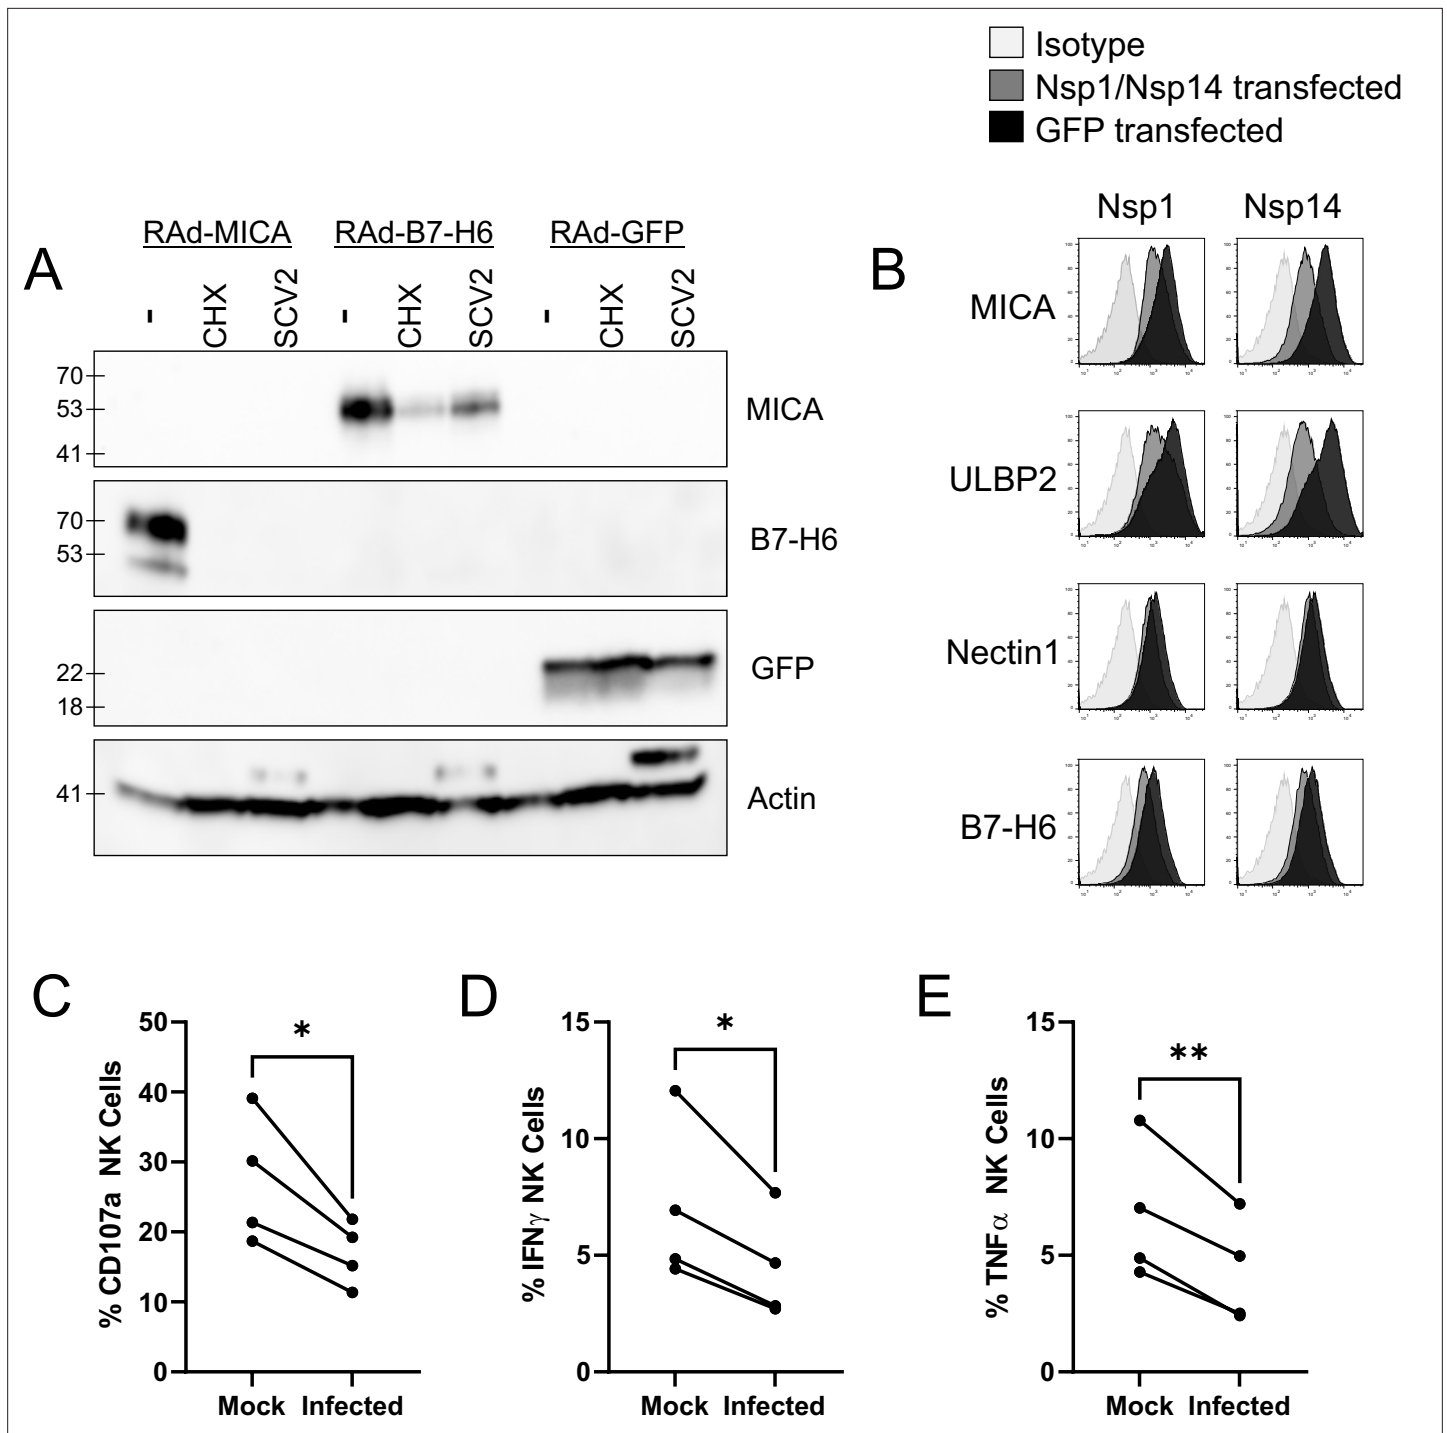 Isotype
Nsp1/Nsp14 transfected
GFP transfected
A
RAd-MICA RAd-B7-H6 RAd-GFP
- CHX SCV2 - CHX SCV2 - CHX SCV2
70
53
41
MICA
70
53
B7-H6
22
18
GFP
41
Actin
B
Nsp1 Nsp14
MICA
ULBP2
Nectin1
B7-H6
C
% CD107a NK Cells
50
40
30
20
10
0
*
Mock Infected
D
% IFNγ NK Cells
15
10
5
0
*
Mock Infected
E
% TNFα NK Cells
15
10
5
0
**
Mock Infected